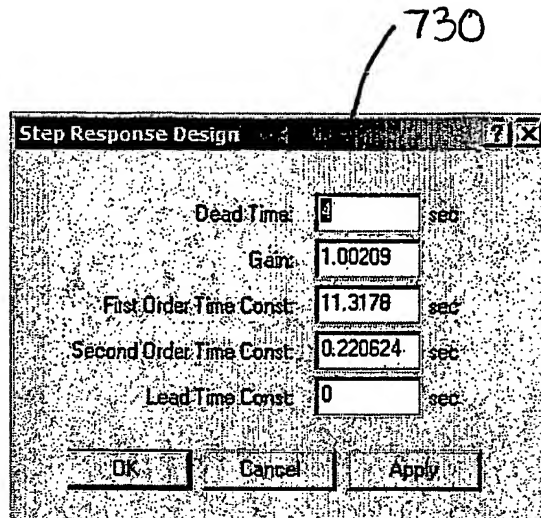 730
Step Response Design ? X
Dead Time: 4 sec
Gain: 1.00209
First Order Time Const: 11.3178 sec
Second Order Time Const: 0.220624 sec
Lead Time Const: 0 sec
OK Cancel Apply